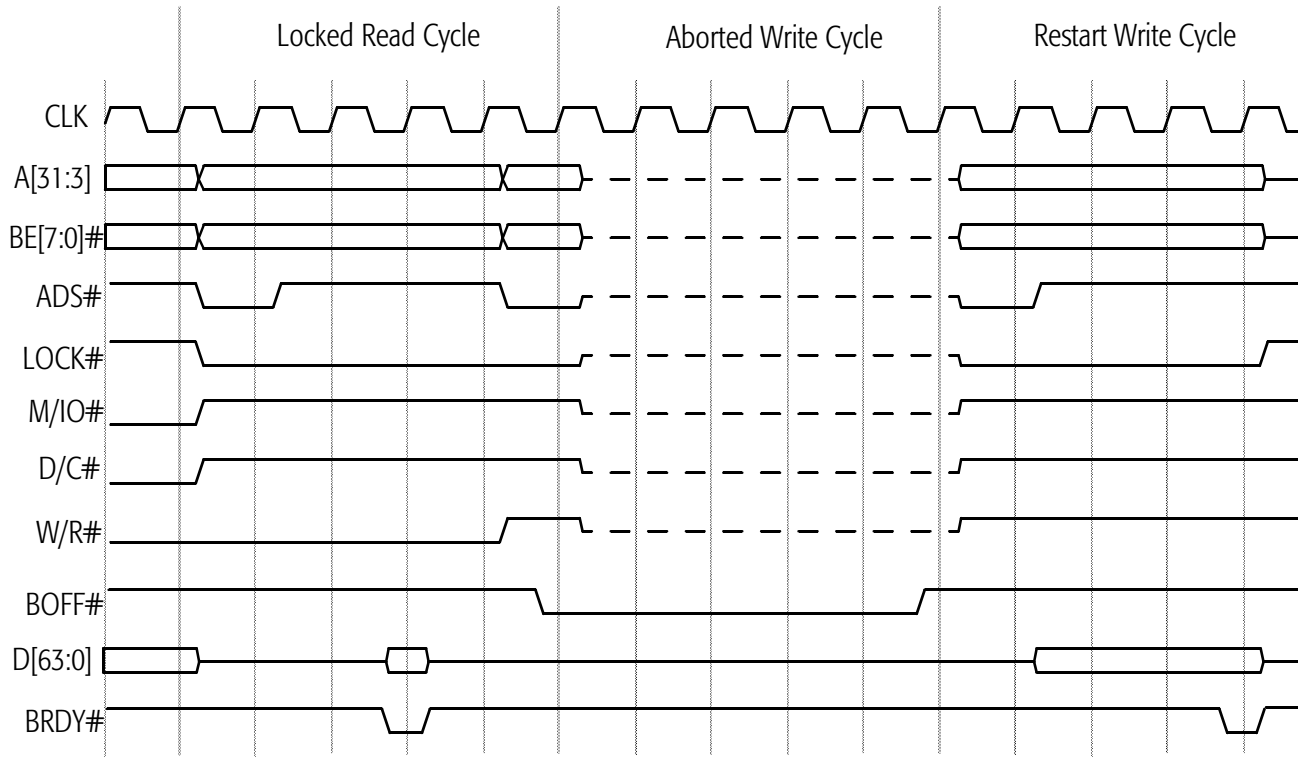 Locked Read Cycle Aborted Write Cycle Restart Write Cycle
CLK
A[31:3]
BE[7:0]#
ADS#
LOCK#
M/IO#
D/C#
W/R#
BOFF#
D[63:0]
BRDY#